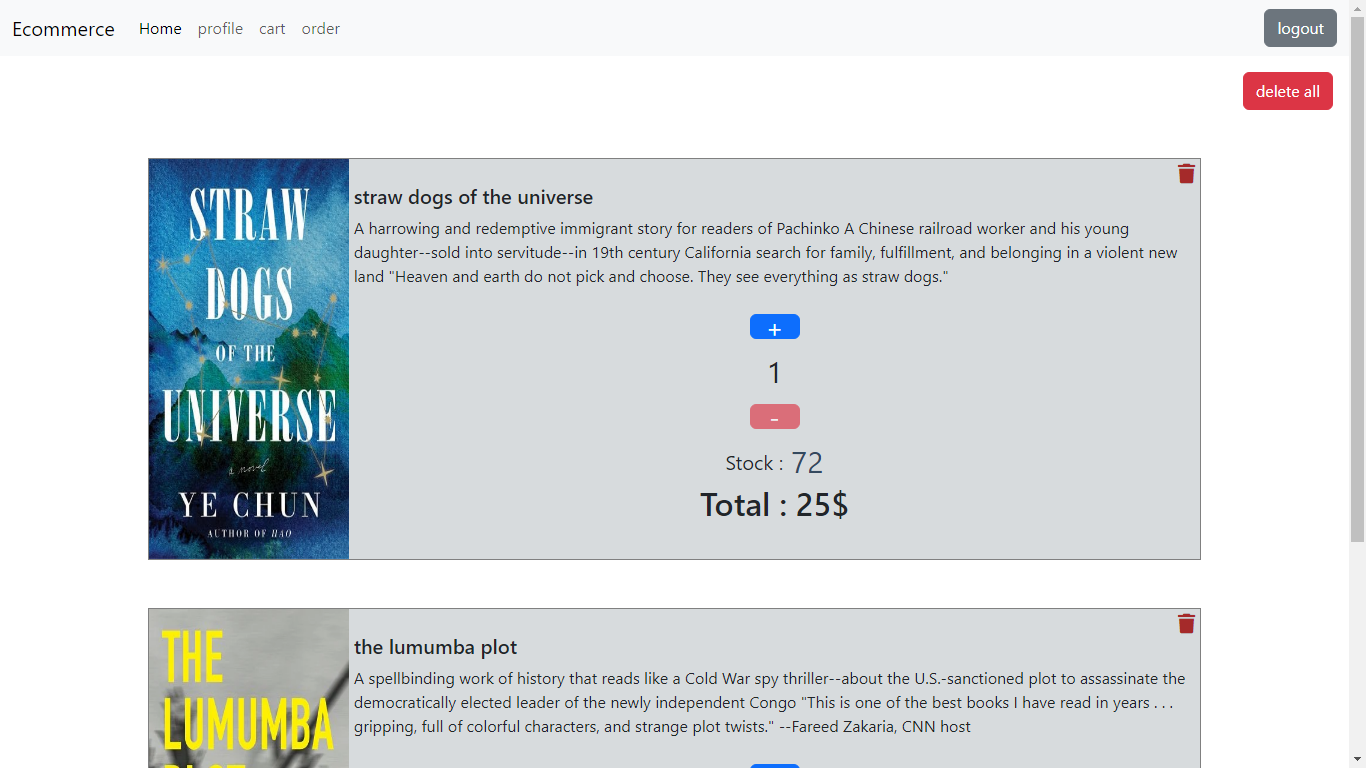 Ecommerce Home profile cart order logout
delete all
STRAW
DOGS
OF THE
UNIVERSE
a novel
YE CHUN
AUTHOR OF HAO
straw dogs of the universe
A harrowing and redemptive immigrant story for readers of Pachinko A Chinese railroad worker and his young
daughter--sold into servitude--in 19th century California search for family, fulfillment, and belonging in a violent new
land "Heaven and earth do not pick and choose. They see everything as straw dogs."
+
1
-
Stock : 72
Total : 25$
THE
LUMUMBA
PLOT
the lumumba plot
A spellbinding work of history that reads like a Cold War spy thriller--about the U.S.-sanctioned plot to assassinate the
democratically elected leader of the newly independent Congo "This is one of the best books I have read in years . . .
gripping, full of colorful characters, and strange plot twists." --Fareed Zakaria, CNN host